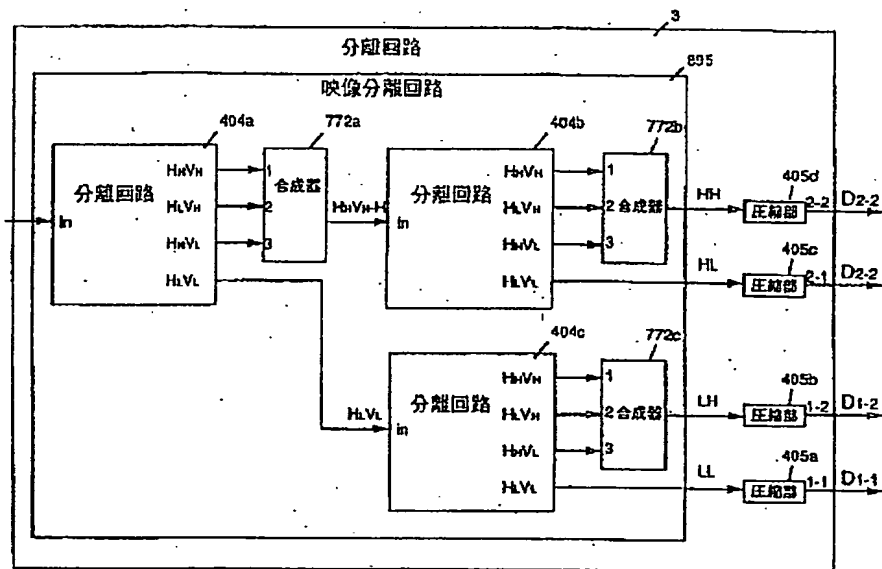 3
分離回路
895
映像分離回路
404a
772a
404b
772b
分離回路
HHVH
HLVH
HHVL
HLVL
in
1
2
3
合成器
HHVH-H
分離回路
HHVH
HLVH
HHVL
HLVL
in
1
2
3
合成器
HH
405d
圧縮部
2-2
D2-2
HL
405c
圧縮部
2-1
D2-2
404c
772c
HLVL
分離回路
HHVH
HLVH
HHVL
HLVL
in
1
2
3
合成器
LH
405b
圧縮部
1-2
D1-2
LL
405a
圧縮部
1-1
D1-1